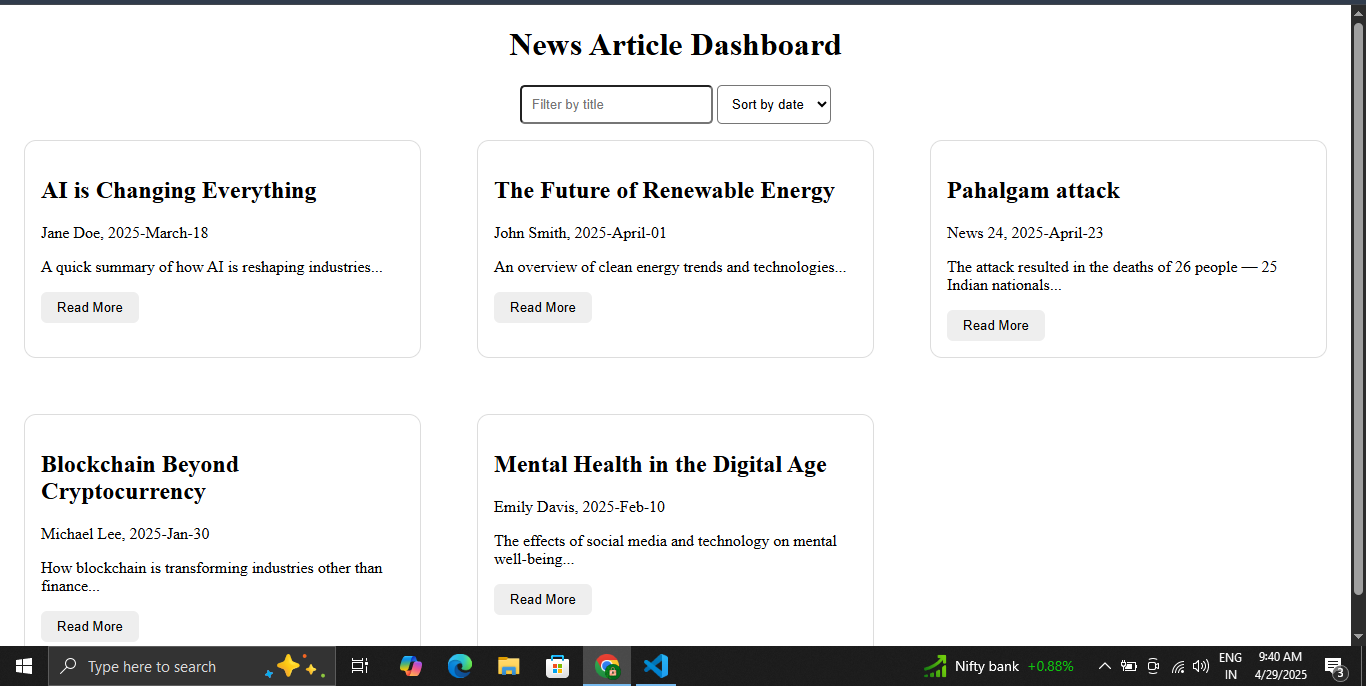 News Article Dashboard
Filter by title
Sort by date
AI is Changing Everything
Jane Doe, 2025-March-18
A quick summary of how AI is reshaping industries...
Read More
The Future of Renewable Energy
John Smith, 2025-April-01
An overview of clean energy trends and technologies...
Read More
Pahalgam attack
News 24, 2025-April-23
The attack resulted in the deaths of 26 people — 25
Indian nationals...
Read More
Blockchain Beyond
Cryptocurrency
Michael Lee, 2025-Jan-30
How blockchain is transforming industries other than
finance...
Read More
Mental Health in the Digital Age
Emily Davis, 2025-Feb-10
The effects of social media and technology on mental
well-being...
Read More
Type here to search
Nifty bank +0.88%
ENG
IN
9:40 AM
4/29/2025
3